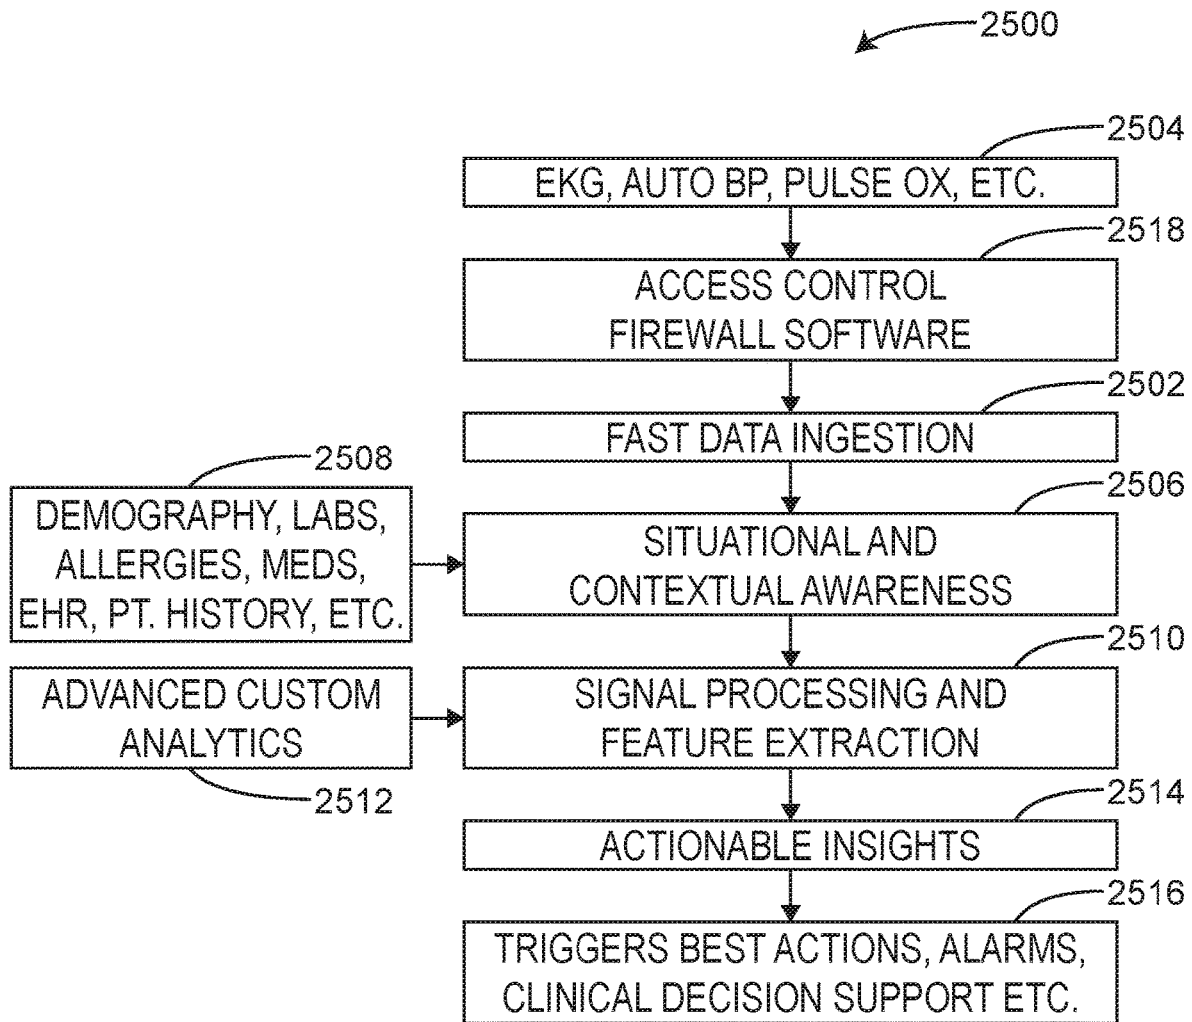 2500
2504
EKG, AUTO BP, PULSE OX, ETC.
2518
ACCESS CONTROL
FIREWALL SOFTWARE
2502
FAST DATA INGESTION
2508
DEMOGRAPHY, LABS,
ALLERGIES, MEDS,
EHR, PT. HISTORY, ETC.
2506
SITUATIONAL AND
CONTEXTUAL AWARENESS
2510
ADVANCED CUSTOM
ANALYTICS
2512
SIGNAL PROCESSING AND
FEATURE EXTRACTION
2514
ACTIONABLE INSIGHTS
2516
TRIGGERS BEST ACTIONS, ALARMS,
CLINICAL DECISION SUPPORT ETC.